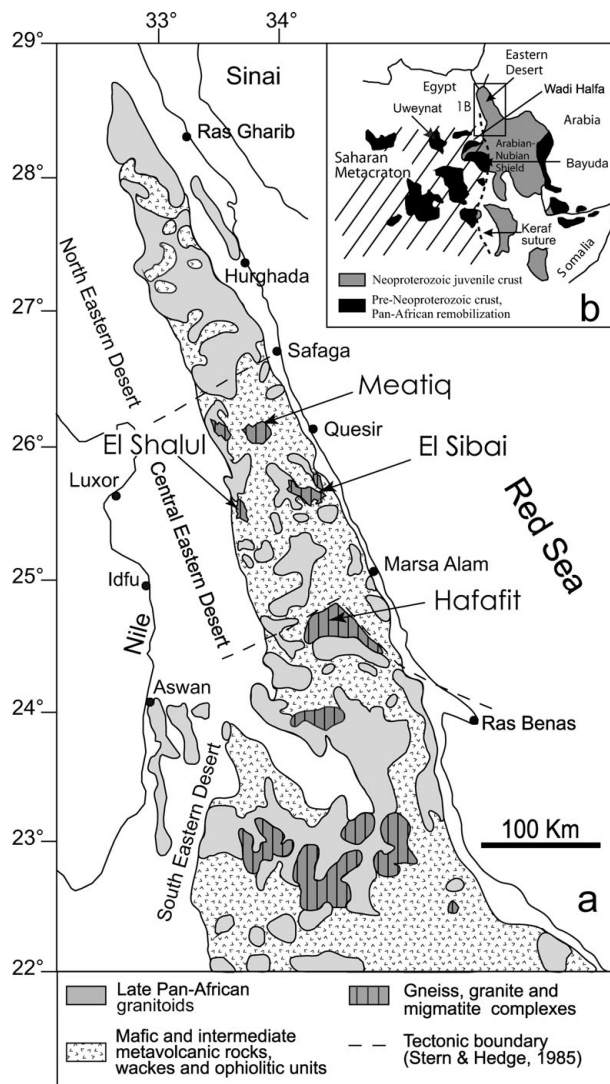 33°
34°
29°
28°
27°
26°
25°
24°
23°
22°
Sinai
Ras Gharib
Hurghada
North Eastern Desert
Safaga
Meatiq
Quesir
El Shalul
El Sibai
Luxor
Central Eastern Desert
Red Sea
Idfu
Marsa Alam
Hafafit
Nile
Aswan
Ras Benas
South Eastern Desert
100 Km
a
Eastern
Desert
Egypt
1B
Wadi Halfa
Uweynat
Arabia
Saharan
Metacraton
Arabian-
Nubian
Shield
Bayuda
Keraf
suture
Somalia
Neoproterozoic juvenile crust
Pre-Neoproterozoic crust,
Pan-African remobilization
b
Late Pan-African
granitoids
Mafic and intermediate
metavolcanic rocks,
wackes and ophiolitic units
Gneiss, granite and
migmatite complexes
Tectonic boundary
(Stern & Hedge, 1985)